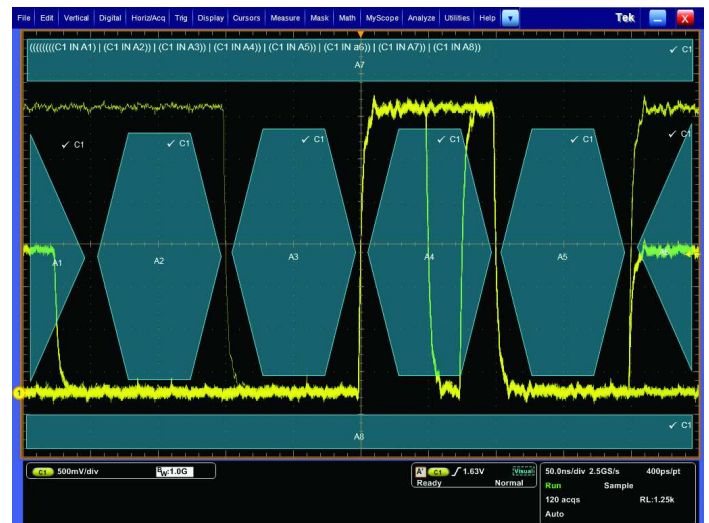 File Edit Vertical Digital Horiz/Acq Trig Display Cursors Measure Mask Math MyScope Analyze Utilities Help Tek X
((((((((C1 IN A1) | (C1 IN A2)) | (C1 IN A3)) | (C1 IN A4)) | (C1 IN A5)) | (C1 IN a6)) | (C1 IN A7)) | (C1 IN A8))
✓ C1
A7
✓ C1 ✓ C1 ✓ C1 ✓ C1 ✓ C1 ✓ C1
A1 A2 A3 A4 A5 A6
1
✓ C1
A8
C1 500mV/div BW:1.0G
A' C1 / 1.63V Visual
Ready Normal
50.0ns/div 2.5GS/s 400ps/pt
Run Sample
120 acqs RL:1.25k
Auto